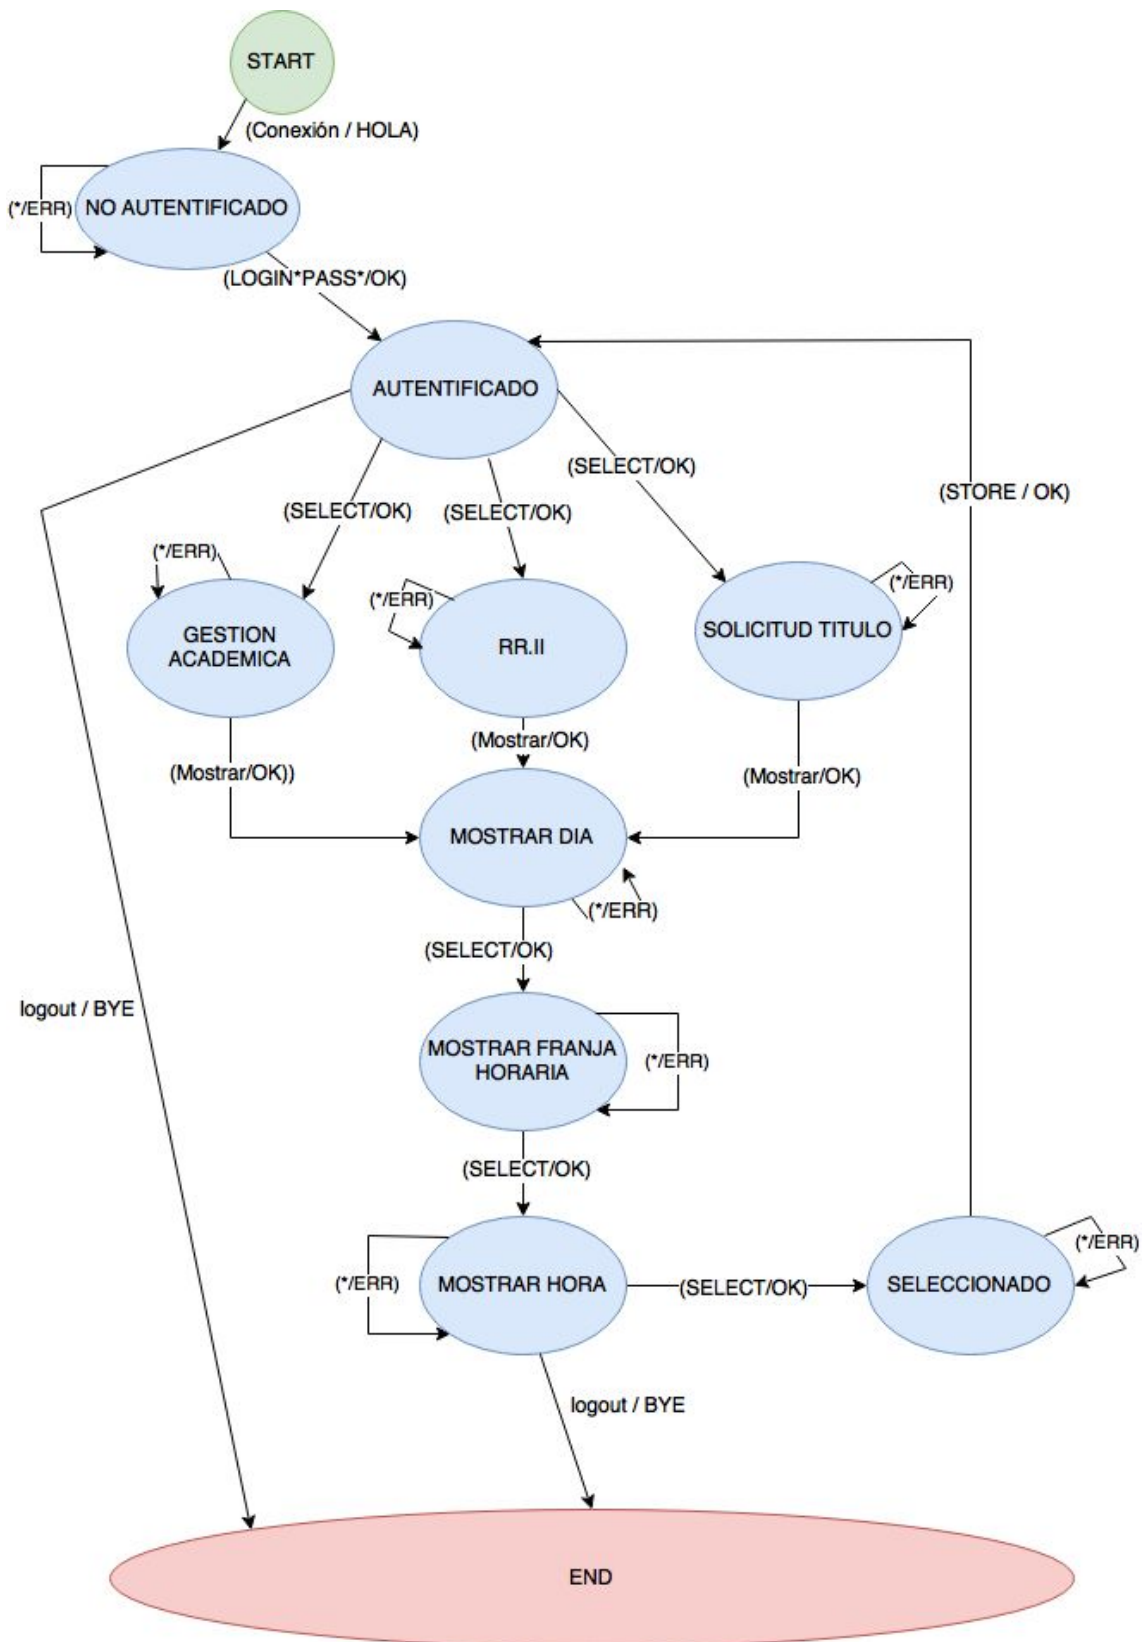 START
(Conexión / HOLA)
(*/ERR)
NO AUTENTIFICADO
(LOGIN*PASS*/OK)
AUTENTIFICADO
(SELECT/OK)
(STORE / OK)
(SELECT/OK)
(SELECT/OK)
(*/ERR)
(*/ERR)
(*/ERR)
GESTION
ACADEMICA
RR.II
SOLICITUD TITULO
(Mostrar/OK))
(Mostrar/OK)
(Mostrar/OK)
MOSTRAR DIA
(*/ERR)
(SELECT/OK)
logout / BYE
MOSTRAR FRANJA
HORARIA
(*/ERR)
(SELECT/OK)
(*/ERR)
MOSTRAR HORA
(SELECT/OK)
SELECCIONADO
(*/ERR)
logout / BYE
END